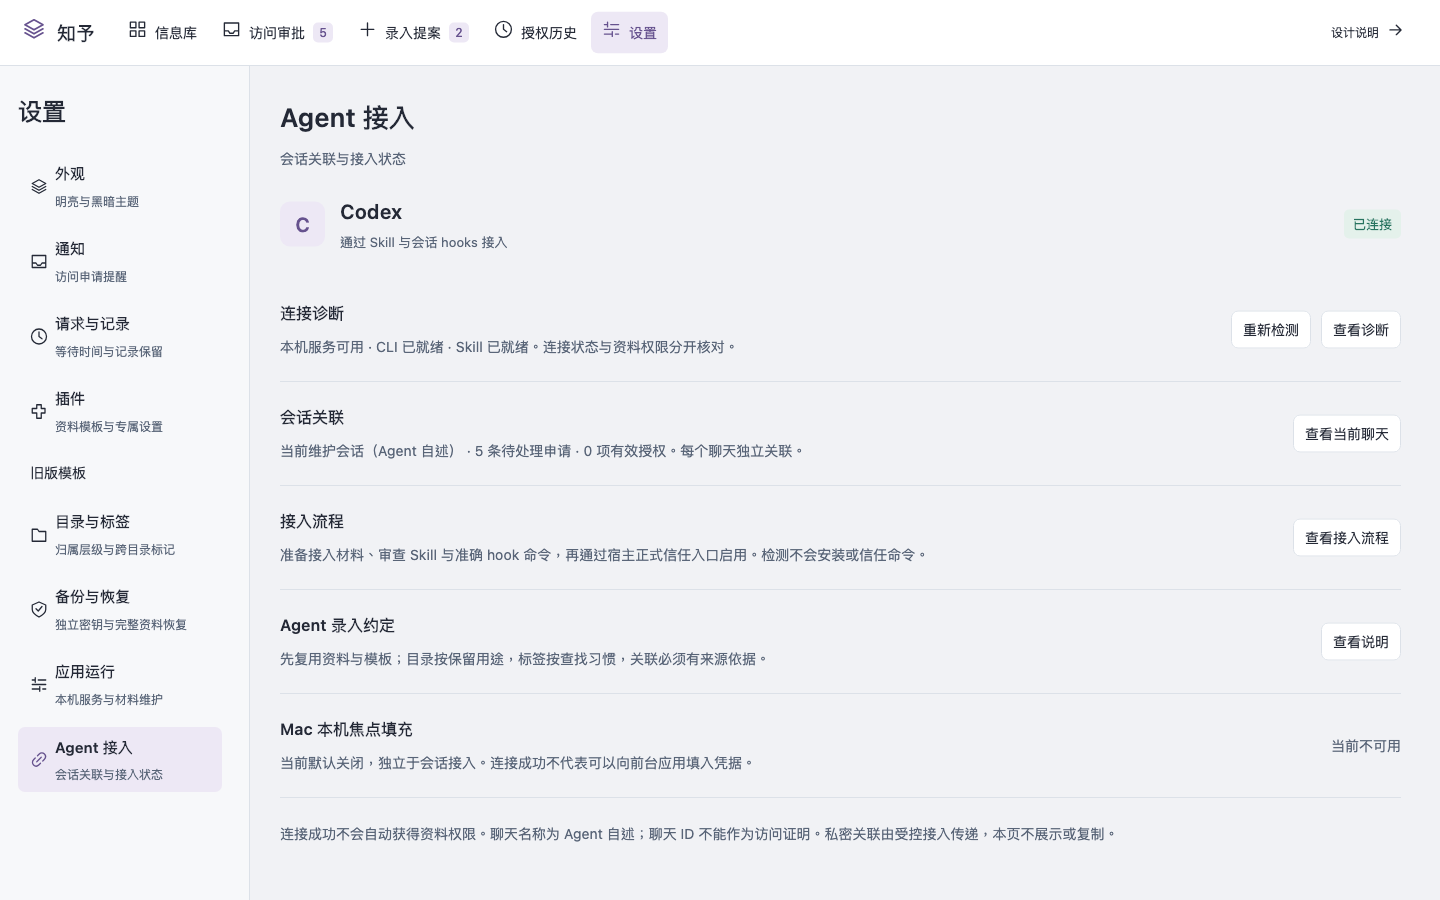 知予
信息库
访问审批 5
录入提案 2
授权历史
设置
设计说明
设置
外观
明亮与黑暗主题
通知
访问申请提醒
请求与记录
等待时间与记录保留
插件
资料模板与专属设置
旧版模板
目录与标签
归属层级与跨目录标记
备份与恢复
独立密钥与完整资料恢复
应用运行
本机服务与材料维护
Agent 接入
会话关联与接入状态
Agent 接入
会话关联与接入状态
C
Codex
通过 Skill 与会话 hooks 接入
已连接
连接诊断
本机服务可用 · CLI 已就绪 · Skill 已就绪。连接状态与资料权限分开核对。
重新检测
查看诊断
会话关联
当前维护会话（Agent 自述） · 5 条待处理申请 · 0 项有效授权。每个聊天独立关联。
查看当前聊天
接入流程
准备接入材料、审查 Skill 与准确 hook 命令，再通过宿主正式信任入口启用。检测不会安装或信任命令。
查看接入流程
Agent 录入约定
先复用资料与模板；目录按保留用途，标签按查找习惯，关联必须有来源依据。
查看说明
Mac 本机焦点填充
当前默认关闭，独立于会话接入。连接成功不代表可以向前台应用填入凭据。
当前不可用
连接成功不会自动获得资料权限。聊天名称为 Agent 自述；聊天 ID 不能作为访问证明。私密关联由受控接入传递，本页不展示或复制。